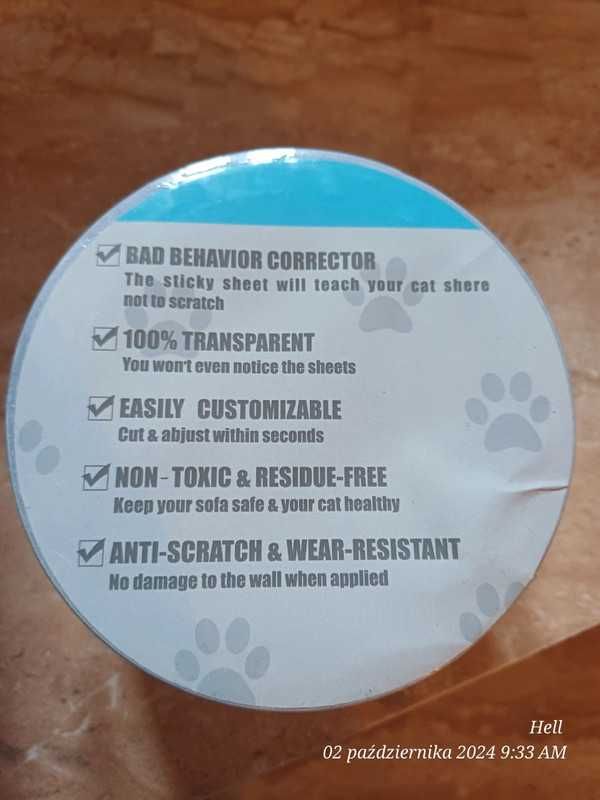 BAD BEHAVIOR CORRECTOR
The sticky sheet will teach your cat shere
not to scratch
100% TRANSPARENT
You won't even notice the sheets
EASILY CUSTOMIZABLE
Cut & abjust within seconds
NON-TOXIC & RESIDUE-FREE
Keep your sofa safe & your cat healthy
ANTI-SCRATCH & WEAR-RESISTANT
No damage to the wall when applied
Hell
02 października 2024 9:33 AM